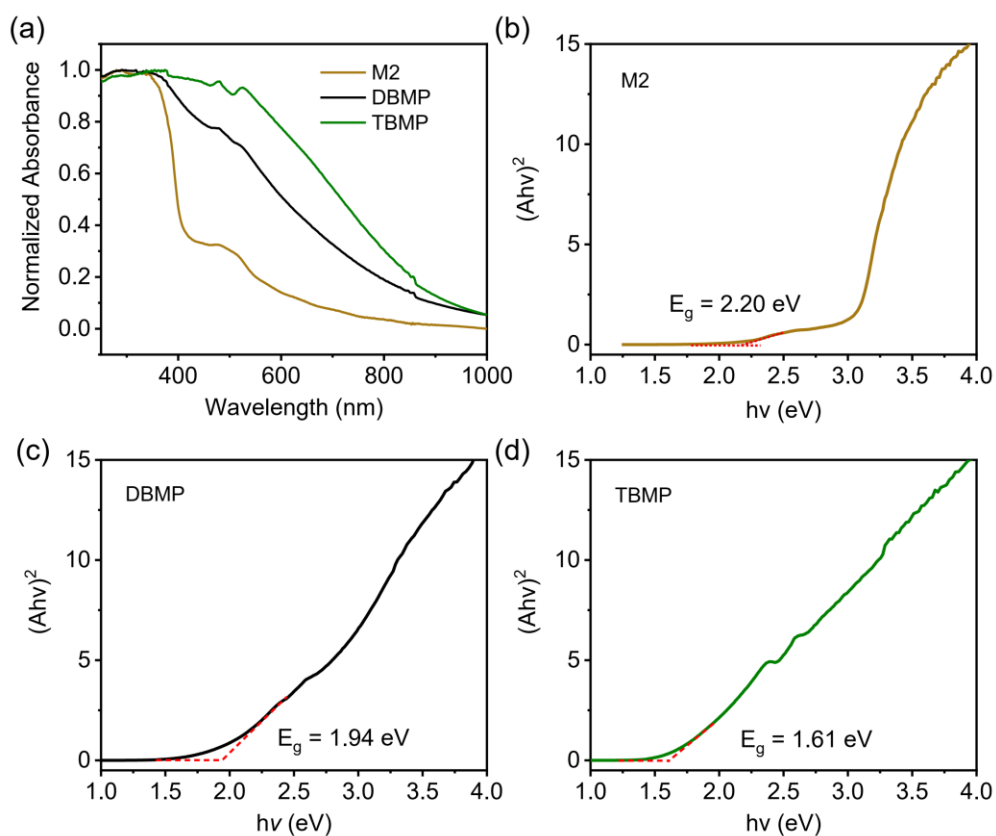 (a)
M2
DBMP
TBMP
Normalized Absorbance
1.0
0.8
0.6
0.4
0.2
0.0
400
600
800
1000
Wavelength (nm)
(b)
M2
(Ahv)²
15
10
5
0
E_g = 2.20 eV
1.0 1.5 2.0 2.5 3.0 3.5 4.0
hv (eV)
(c)
DBMP
(Ahv)²
15
10
5
0
E_g = 1.94 eV
1.0 1.5 2.0 2.5 3.0 3.5 4.0
hv (eV)
(d)
TBMP
(Ahv)²
15
10
5
0
E_g = 1.61 eV
1.0 1.5 2.0 2.5 3.0 3.5 4.0
hv (eV)